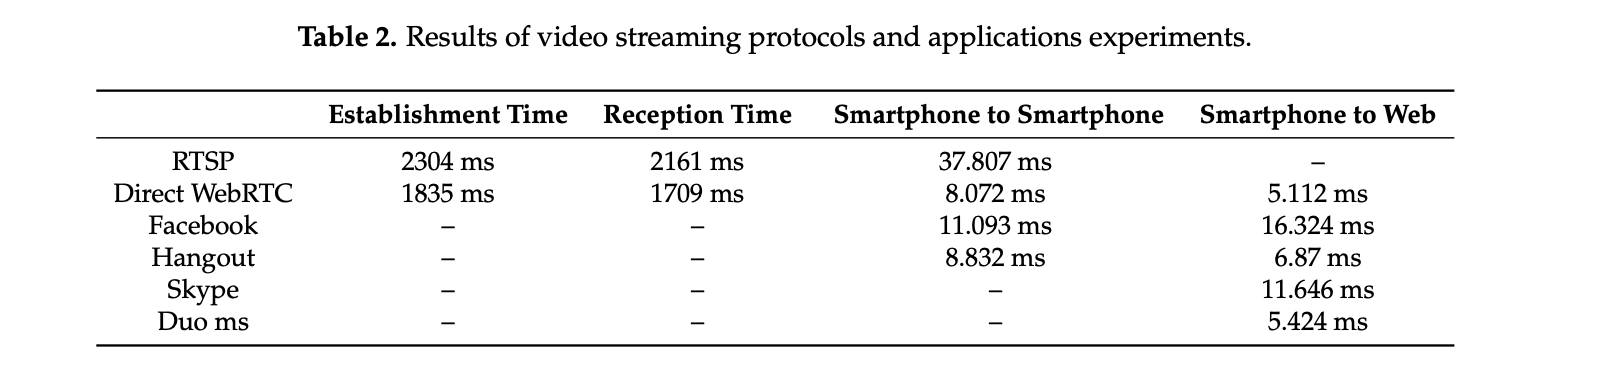 Table 2. Results of video streaming protocols and applications experiments.
Establishment Time Reception Time Smartphone to Smartphone Smartphone to Web
RTSP 2304 ms 2161 ms 37.807 ms –
Direct WebRTC 1835 ms 1709 ms 8.072 ms 5.112 ms
Facebook – – 11.093 ms 16.324 ms
Hangout – – 8.832 ms 6.87 ms
Skype – – – 11.646 ms
Duo ms – – – 5.424 ms